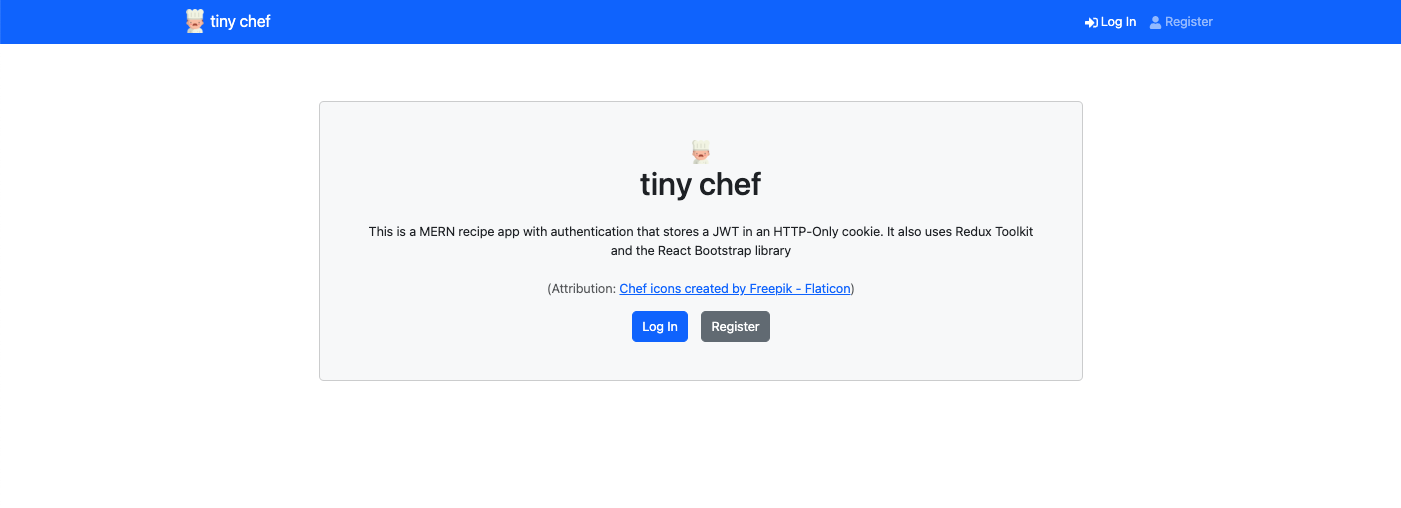 tiny chef
Log In
Register
tiny chef
This is a MERN recipe app with authentication that stores a JWT in an HTTP-Only cookie. It also uses Redux Toolkit
and the React Bootstrap library
(Attribution: Chef icons created by Freepik - Flaticon)
Log In
Register